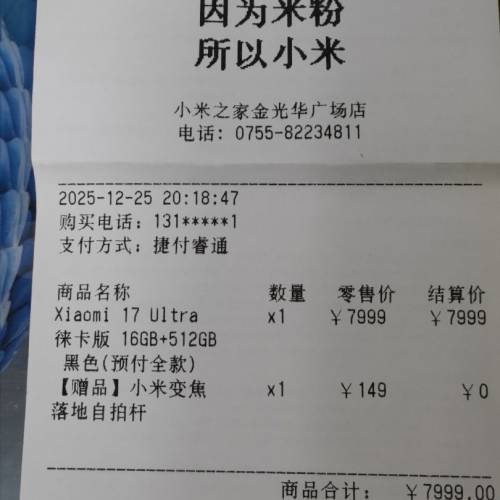 因为米粉
所以小米
小米之家金光华广场店
电话: 0755-82234811
2025-12-25 20:18:47
购买电话: 131*****1
支付方式: 捷付睿通
商品名称 数量 零售价 结算价
Xiaomi 17 Ultra x1 ¥7999 ¥7999
徕卡版 16GB+512GB
黑色(预付全款)
【赠品】小米变焦 x1 ¥149 ¥0
落地自拍杆
商品合计: ¥7999.00